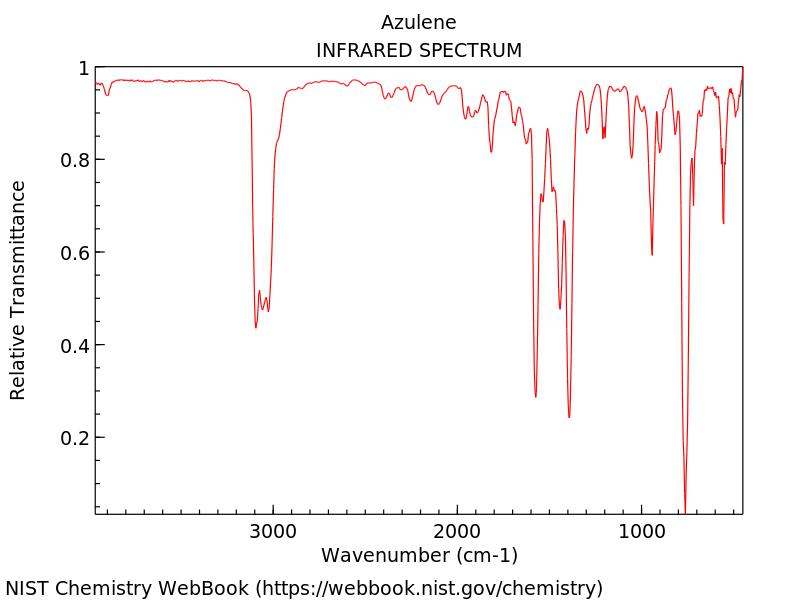 Azulene
INFRARED SPECTRUM
1
0.8
0.6
0.4
0.2
Relative Transmittance
3000 2000 1000
Wavenumber (cm-1)
NIST Chemistry WebBook (https://webbook.nist.gov/chemistry)